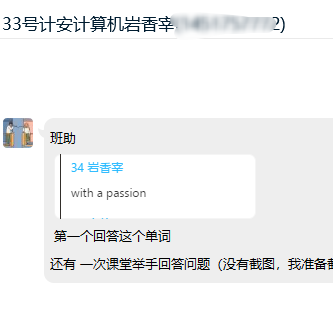 33号计安计算机岩香宰
班助
34 岩香宰
with a passion
第一个回答这个单词
还有 一次课堂举手回答问题（没有截图，我准备截